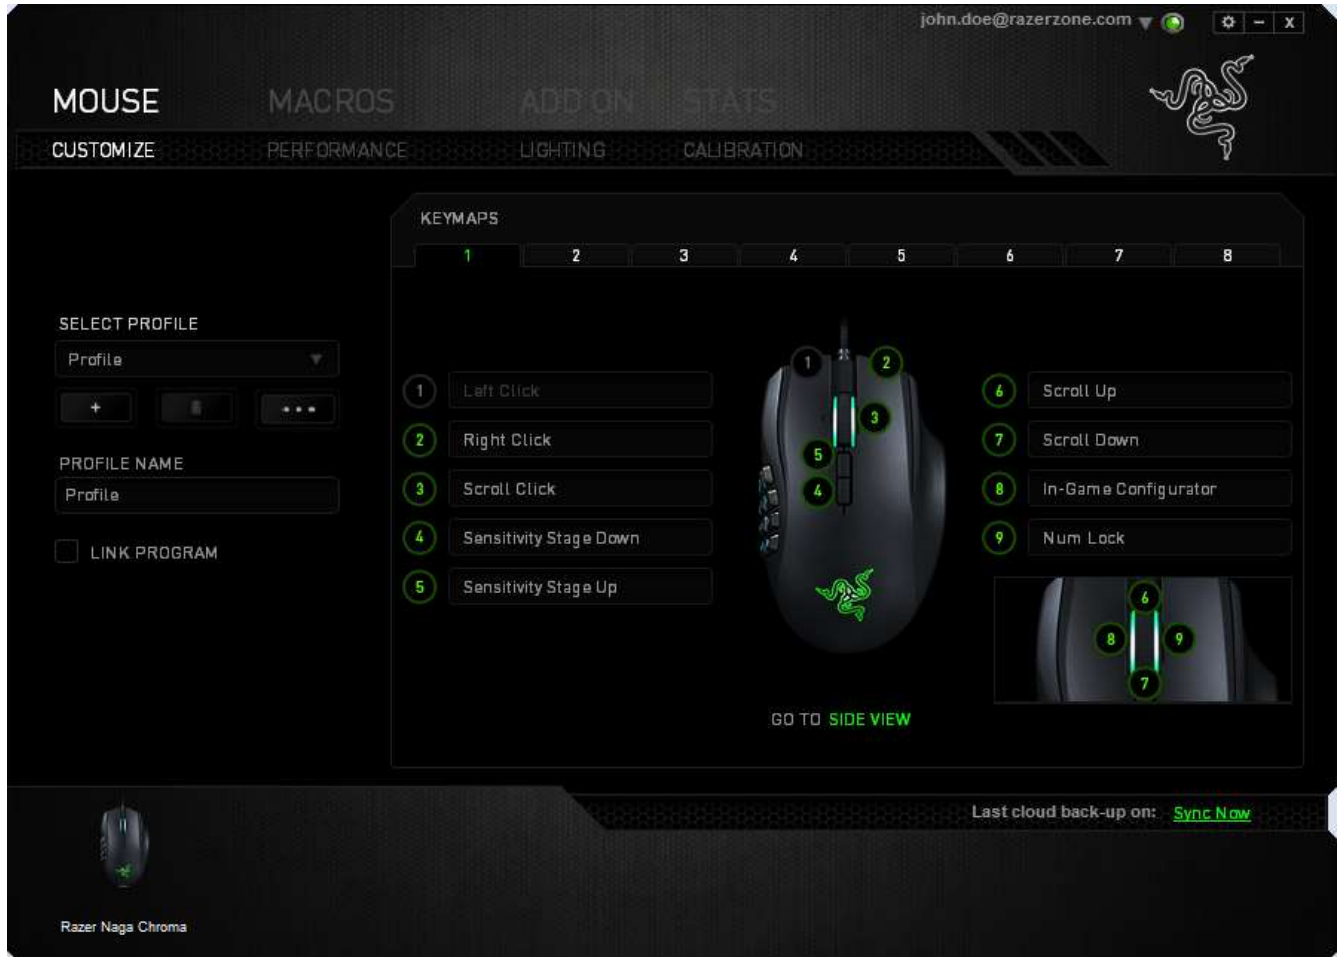 john.doe@razerzone.com
X
MOUSE MACROS ADD ON STATS
CUSTOMIZE PERFORMANCE LIGHTING CALIBRATION
KEYMAPS
1 2 3 4 5 6 7 8
SELECT PROFILE
Profile
+
PROFILE NAME
Profile
LINK PROGRAM
1 Left Click
2 Right Click
3 Scroll Click
4 Sensitivity Stage Down
5 Sensitivity Stage Up
1 2
3
5
4
6 Scroll Up
7 Scroll Down
8 In-Game Configurator
9 Num Lock
6
8 9
7
GO TO SIDE VIEW
Last cloud back-up on: Sync Now
Razer Naga Chroma